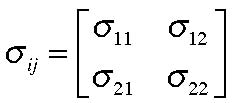 σij = [ σ11 σ12
σ21 σ22 ]